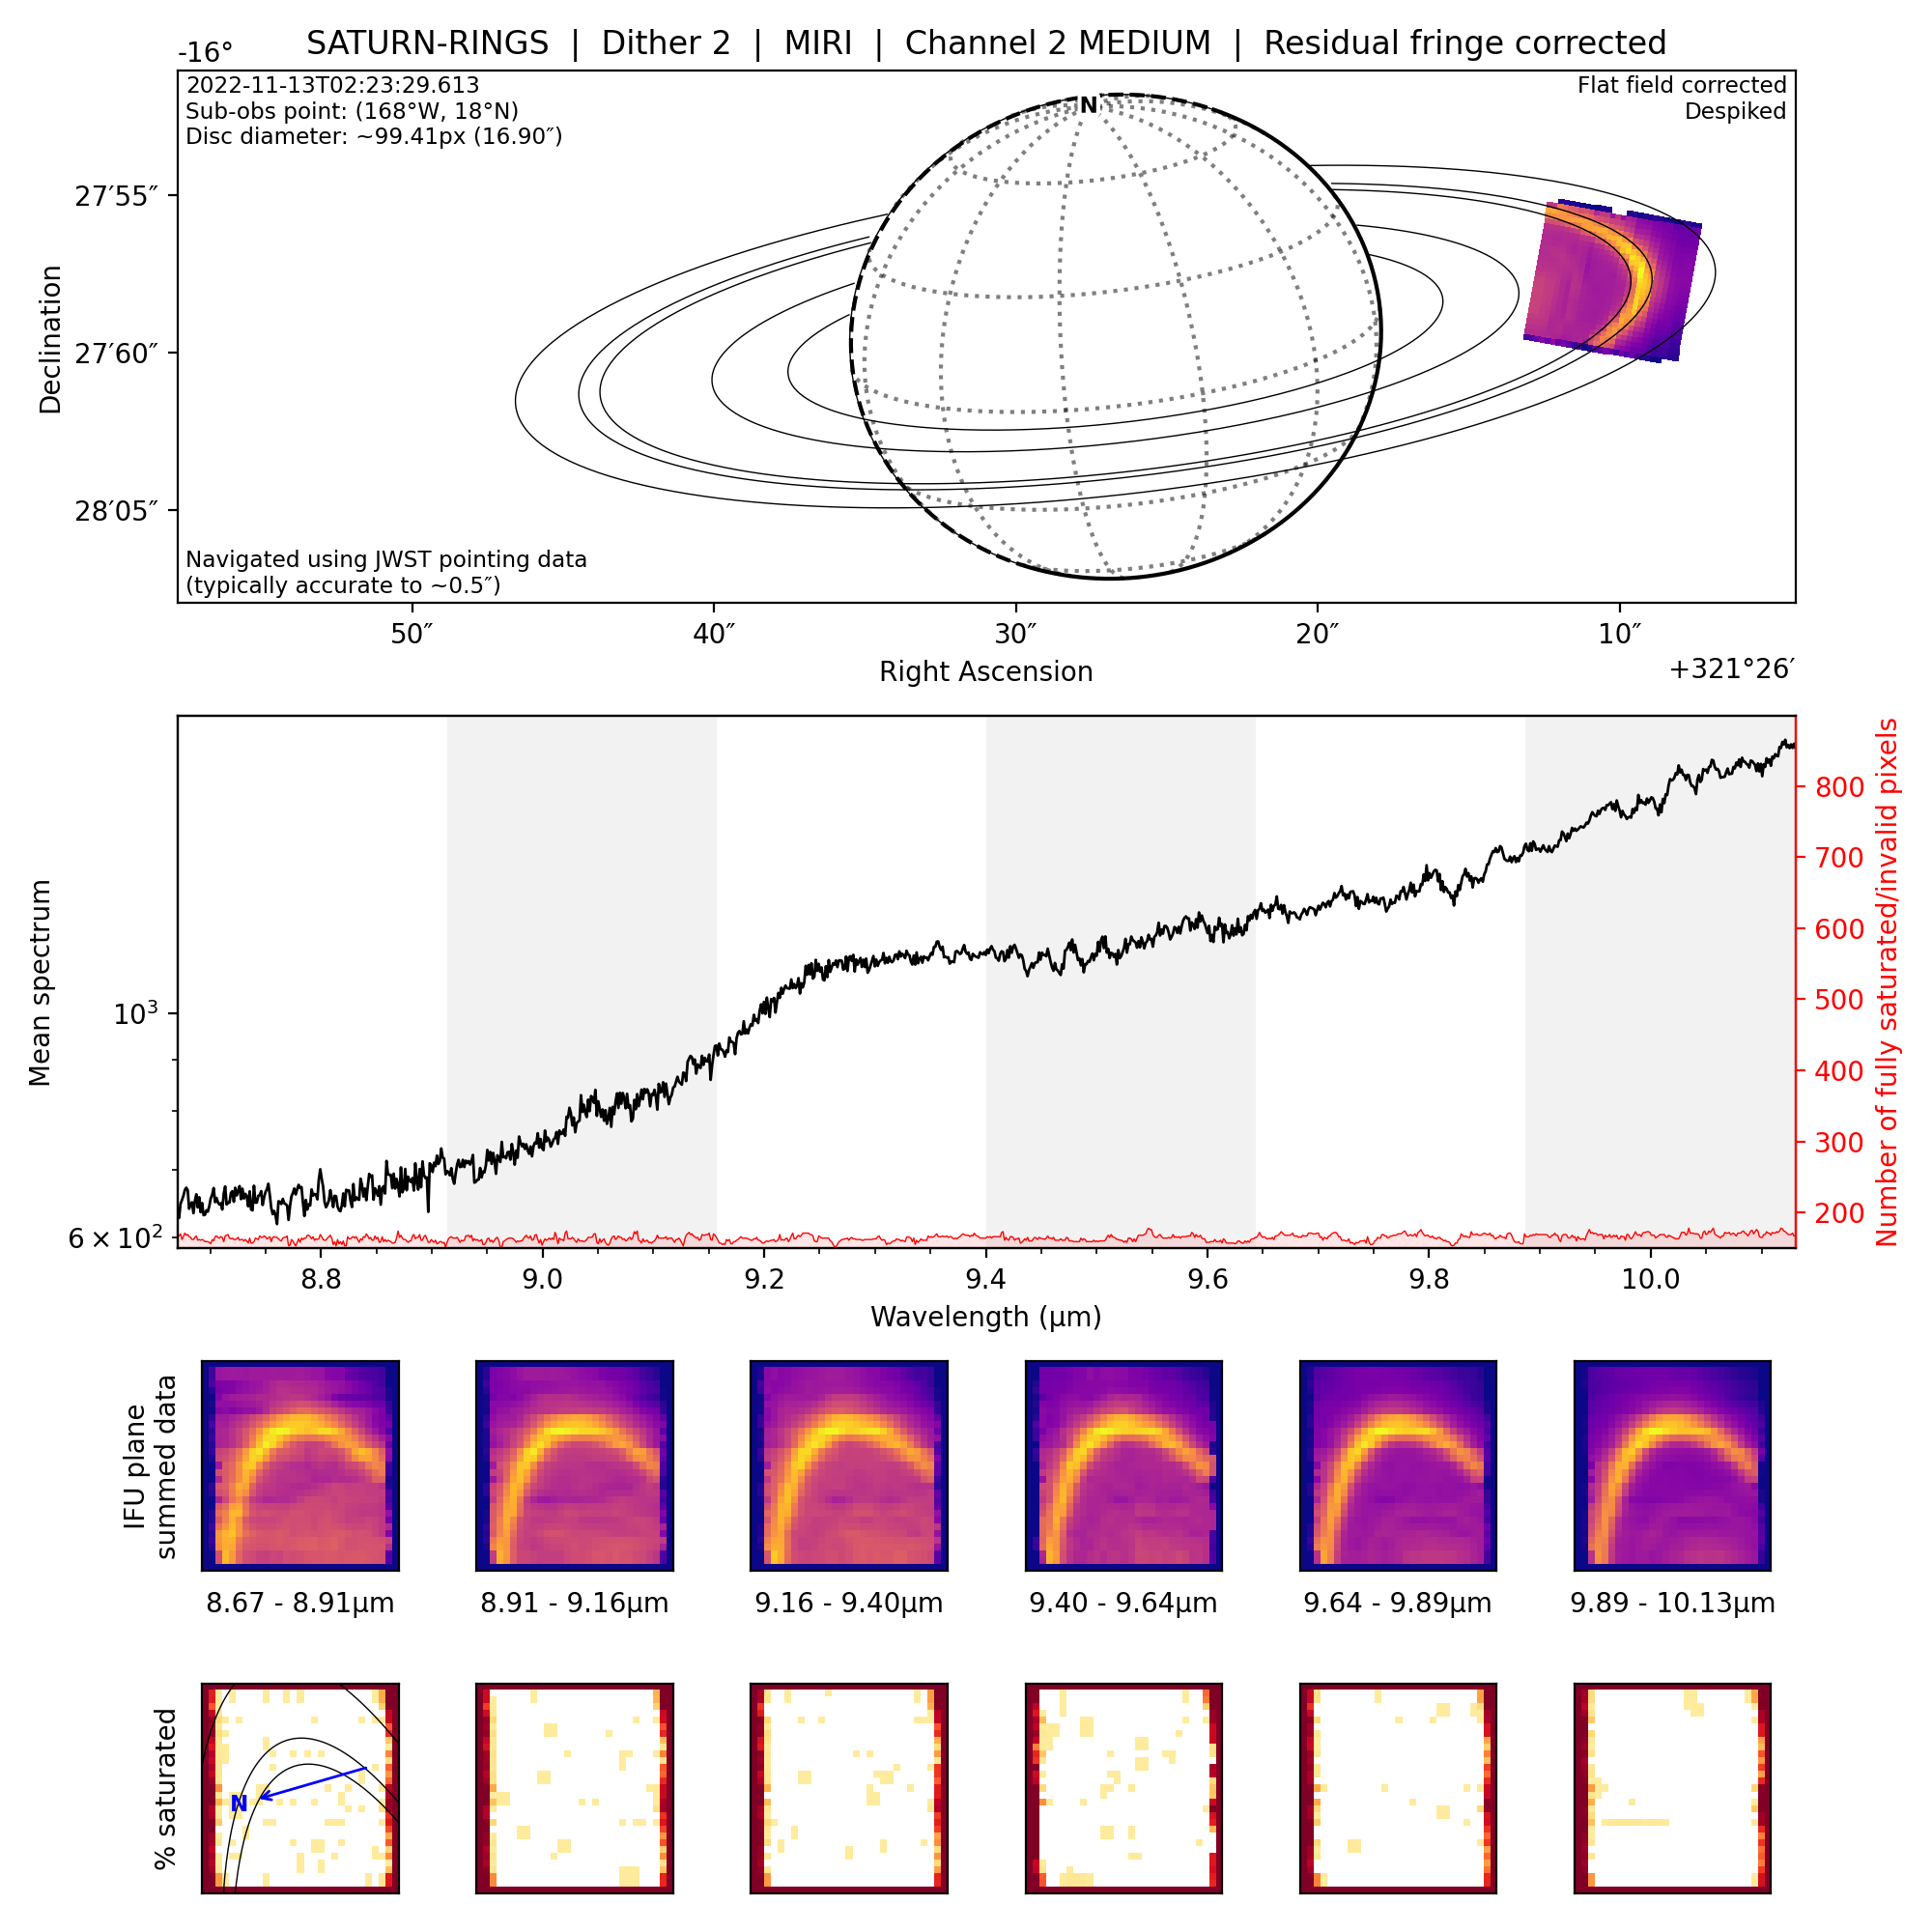 SATURN-RINGS | Dither 2 | MIRI | Channel 2 MEDIUM | Residual fringe corrected
-16°
2022-11-13T02:23:29.613
Sub-obs point: (168°W, 18°N)
Disc diameter: ~99.41px (16.90″)
Flat field corrected
Despiked
N
27′55″
27′60″
28′05″
Declination
Navigated using JWST pointing data
(typically accurate to ~0.5″)
50″ 40″ 30″ 20″ 10″
Right Ascension
+321°26′
Mean spectrum
10³
6 × 10²
800
700
600
500
400
300
200
Number of fully saturated/invalid pixels
8.8 9.0 9.2 9.4 9.6 9.8 10.0
Wavelength (µm)
IFU plane
summed data
8.67 - 8.91µm 8.91 - 9.16µm 9.16 - 9.40µm 9.40 - 9.64µm 9.64 - 9.89µm 9.89 - 10.13µm
% saturated
N